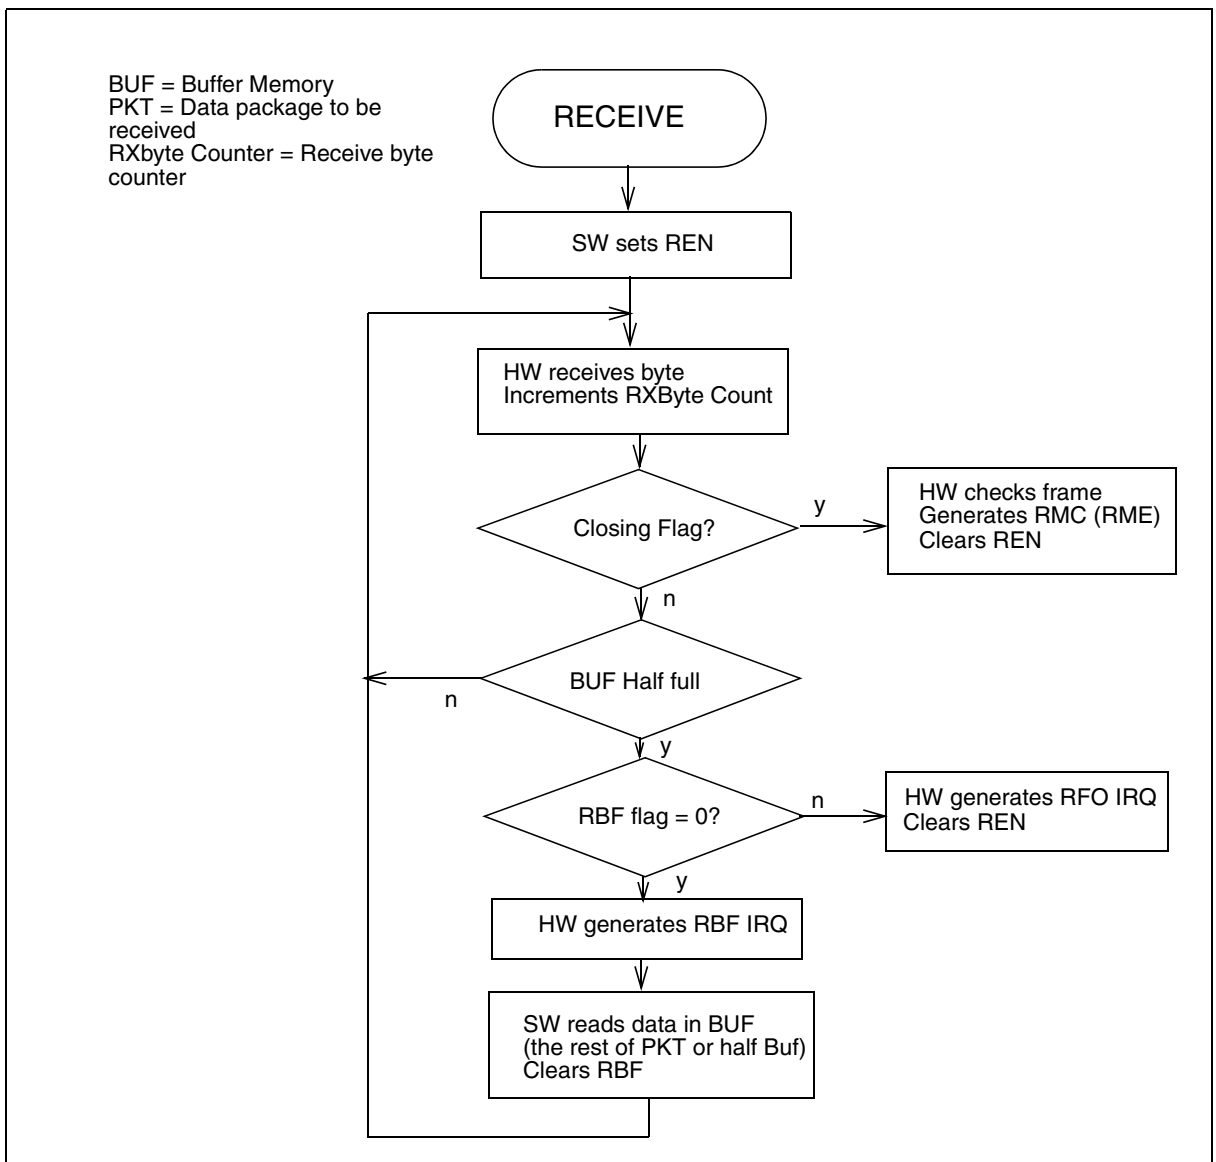 BUF = Buffer Memory
PKT = Data package to be
received
RXbyte Counter = Receive byte
counter
RECEIVE
SW sets REN
HW receives byte
Increments RXByte Count
Closing Flag?
y
HW checks frame
Generates RMC (RME)
Clears REN
n
BUF Half full
n
y
RBF flag = 0?
n
HW generates RFO IRQ
Clears REN
y
HW generates RBF IRQ
SW reads data in BUF
(the rest of PKT or half Buf)
Clears RBF